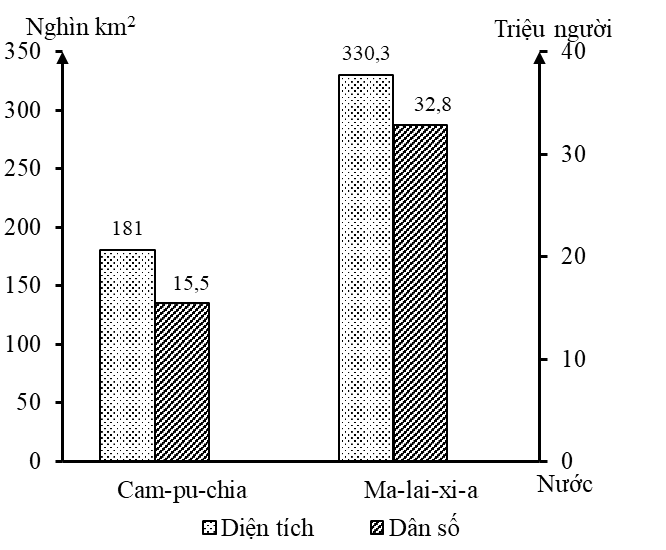 Nghìn km²
Triệu người
350
300
250
200
150
100
50
0
40
30
20
10
0
181
15,5
330,3
32,8
Cam-pu-chia
Ma-lai-xi-a
Nước
Diện tích
Dân số